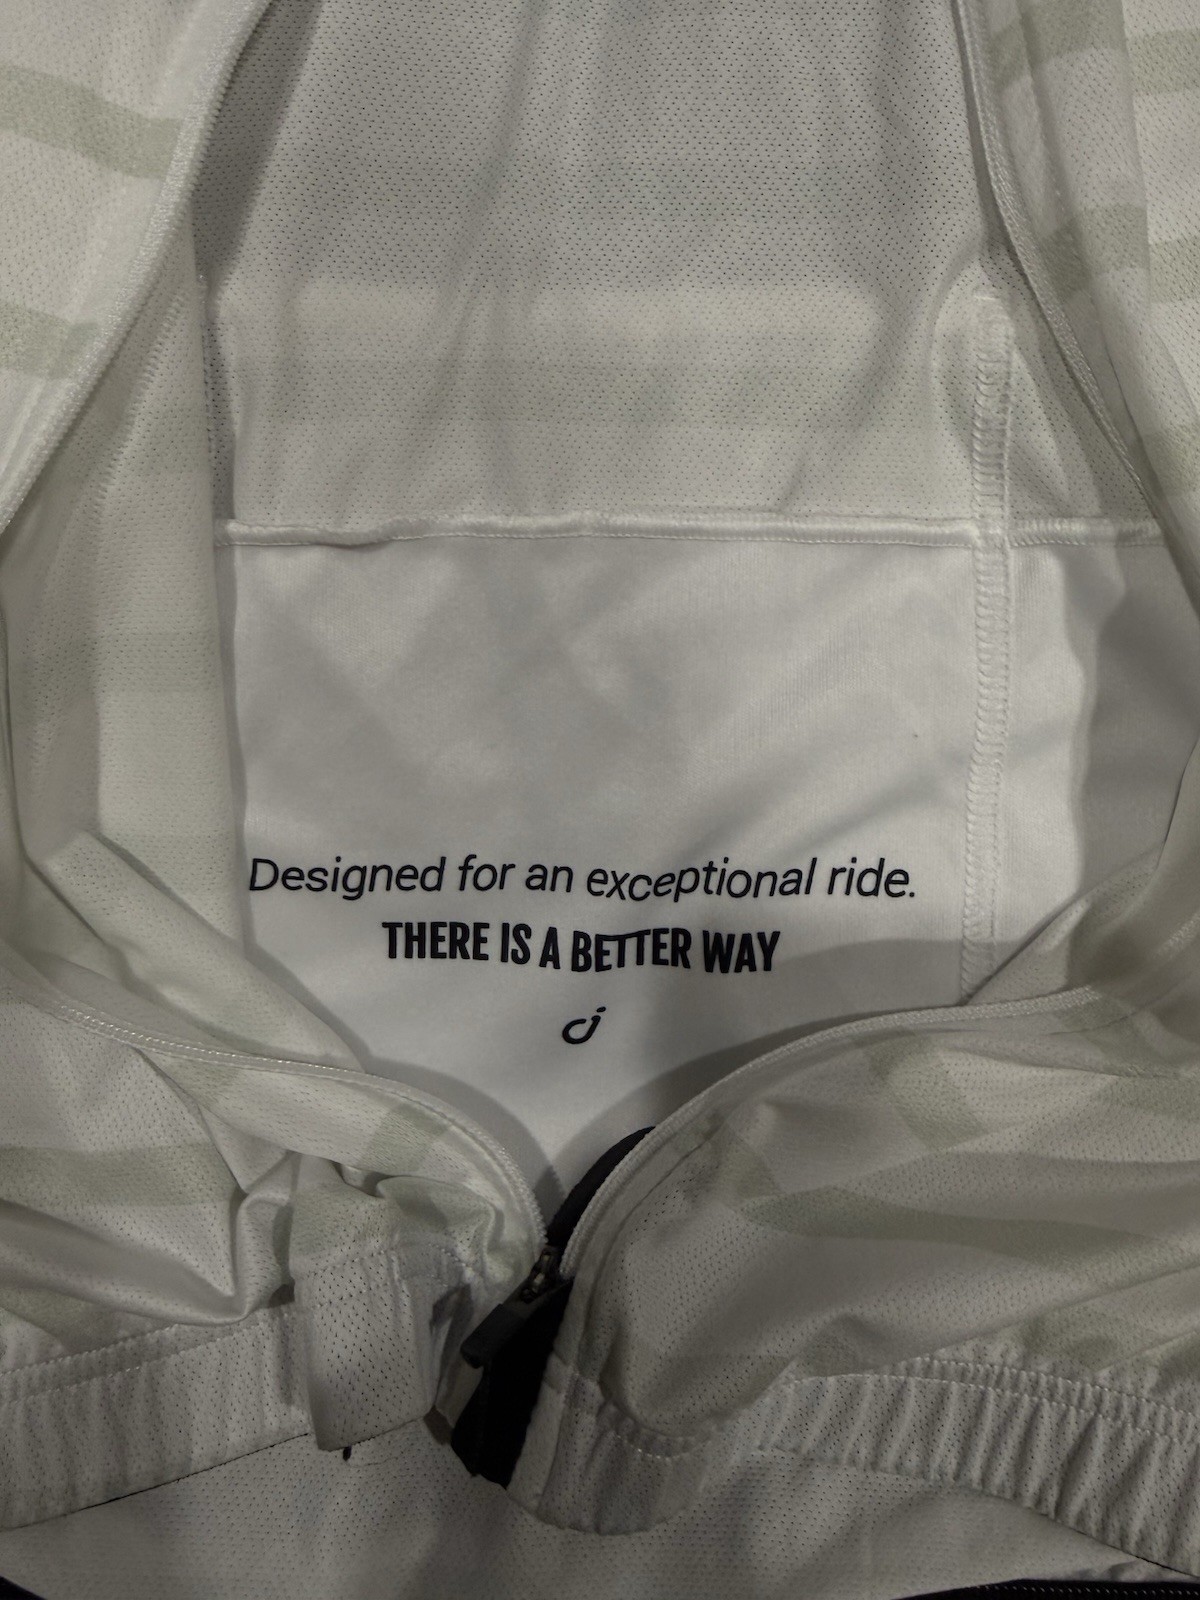 Designed for an exceptional ride.
THERE IS A BETTER WAY